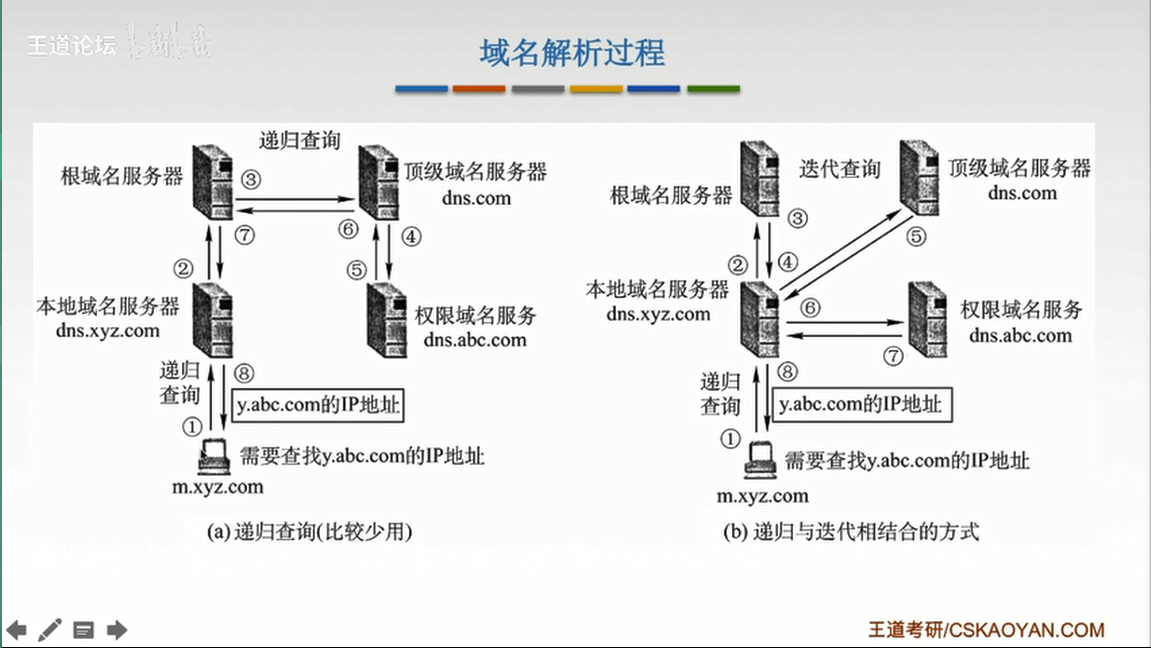 王道论坛
域名解析过程
递归查询
根域名服务器
③
顶级域名服务器
dns.com
⑦
⑥
④
②
⑤
本地域名服务器
dns.xyz.com
权限域名服务
dns.abc.com
递归
查询
⑧
y.abc.com的IP地址
①
需要查找y.abc.com的IP地址
m.xyz.com
(a) 递归查询(比较少用)
迭代查询
顶级域名服务器
dns.com
根域名服务器
③
⑤
②
④
本地域名服务器
dns.xyz.com
⑥
权限域名服务
dns.abc.com
⑦
递归
查询
⑧
y.abc.com的IP地址
①
需要查找y.abc.com的IP地址
m.xyz.com
(b) 递归与迭代相结合的方式
王道考研/CSKAOYAN.COM